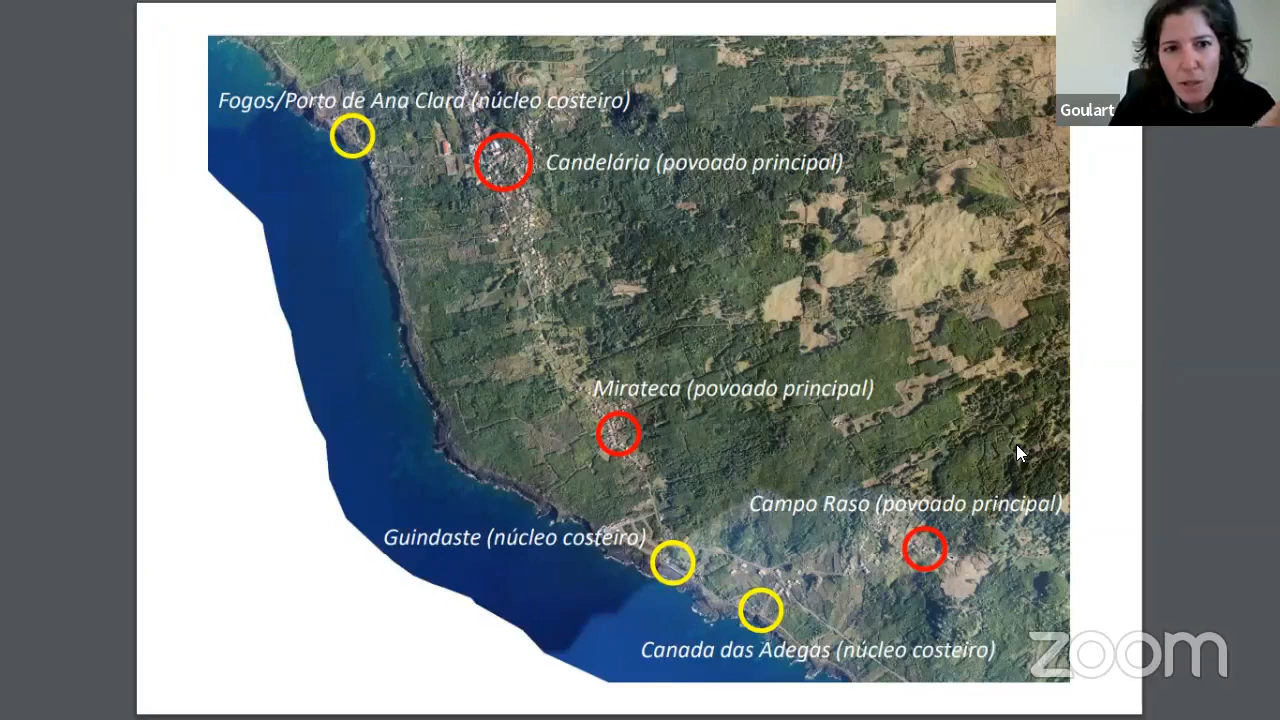 Goulart
Fogos/Porto de Ana Clara (núcleo costeiro)
Candelária (povoado principal)
Mirateca (povoado principal)
Campo Raso (povoado principal)
Guindaste (núcleo costeiro)
Canada das Adegas (núcleo costeiro)
zoom